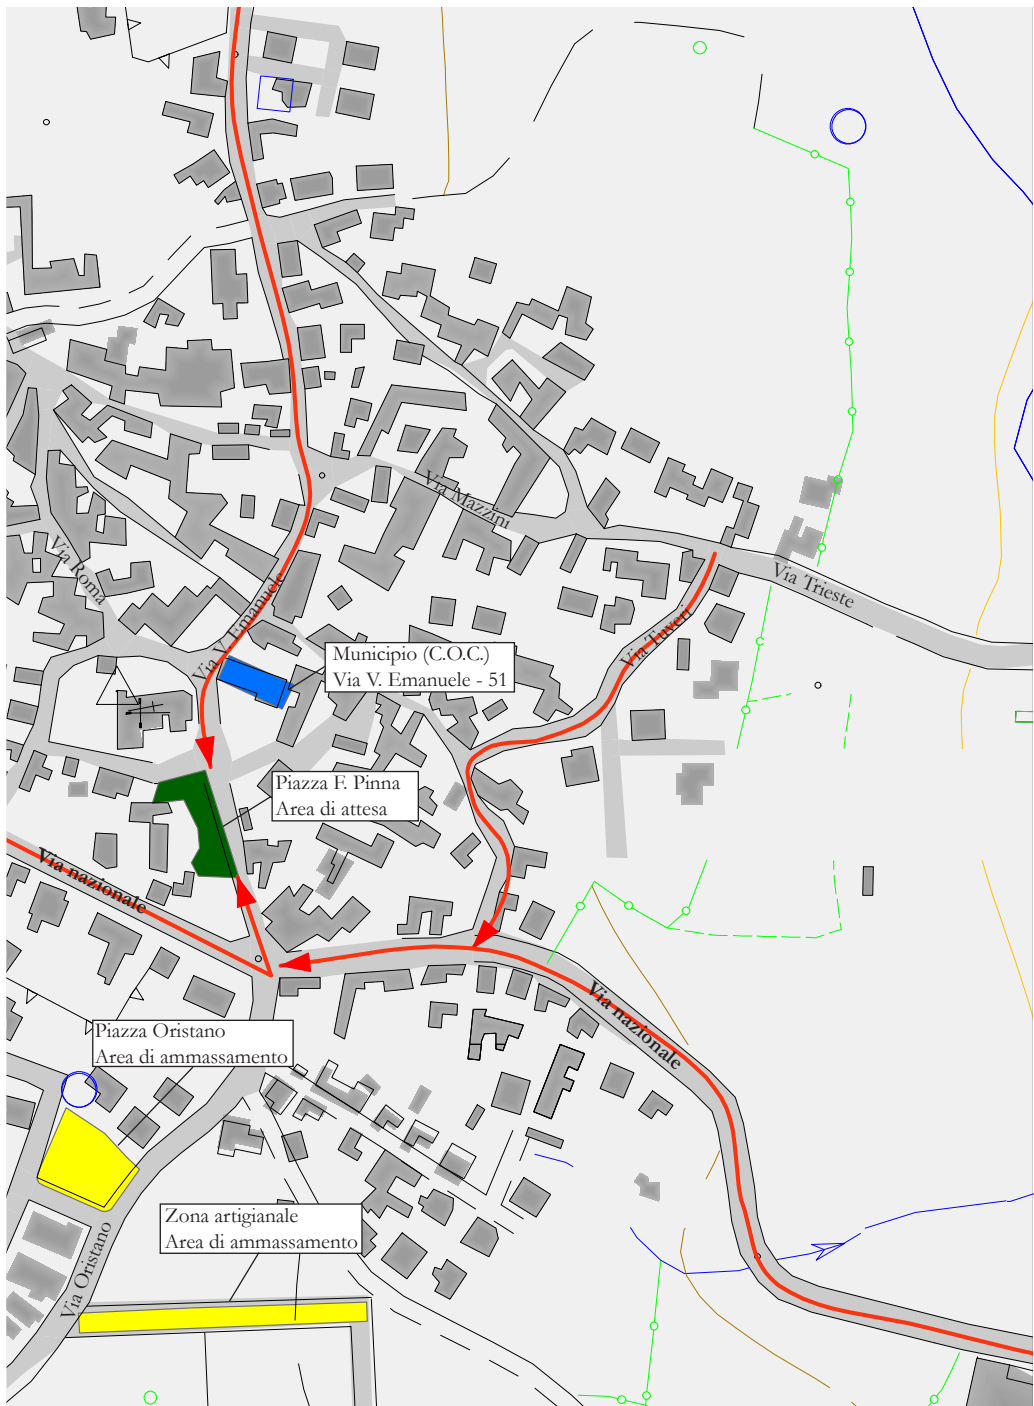 Via Mazzini
Via Roma
Via Trieste
Via V. Emanuele
Via Tuveri
Municipio (C.O.C.)
Via V. Emanuele - 51
Piazza F. Pinna
Area di attesa
Via nazionale
Via nazionale
Piazza Oristano
Area di ammassamento
Zona artigianale
Area di ammassamento
Via Oristano